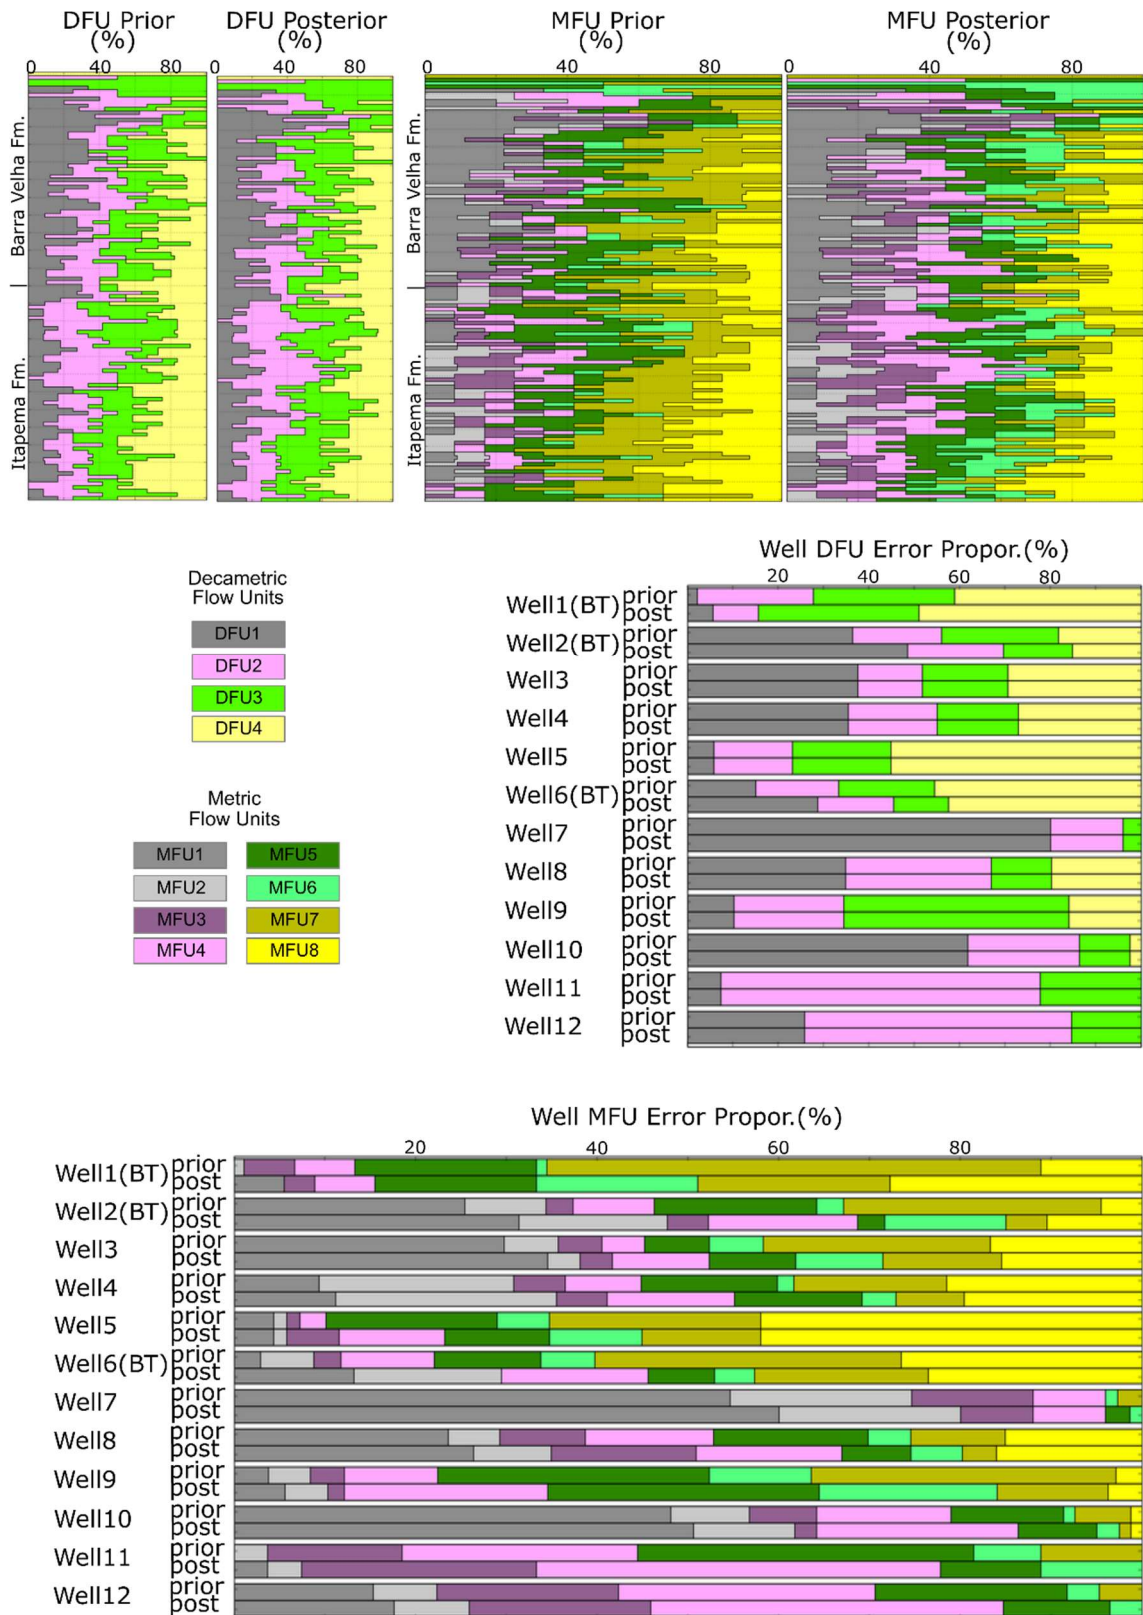 DFU Prior (%)
DFU Posterior (%)
MFU Prior (%)
MFU Posterior (%)
0 40 80
0 40 80
0 40 80
0 40 80
Barra Velha Fm.
Itapema Fm.
Barra Velha Fm.
Itapema Fm.
Decametric
Flow Units
DFU1
DFU2
DFU3
DFU4
Metric
Flow Units
MFU1 MFU5
MFU2 MFU6
MFU3 MFU7
MFU4 MFU8
Well DFU Error Propor.(%)
20 40 60 80
Well1(BT) prior
post
Well2(BT) prior
post
Well3 prior
post
Well4 prior
post
Well5 prior
post
Well6(BT) prior
post
Well7 prior
post
Well8 prior
post
Well9 prior
post
Well10 prior
post
Well11 prior
post
Well12 prior
post
Well MFU Error Propor.(%)
20 40 60 80
Well1(BT) prior
post
Well2(BT) prior
post
Well3 prior
post
Well4 prior
post
Well5 prior
post
Well6(BT) prior
post
Well7 prior
post
Well8 prior
post
Well9 prior
post
Well10 prior
post
Well11 prior
post
Well12 prior
post